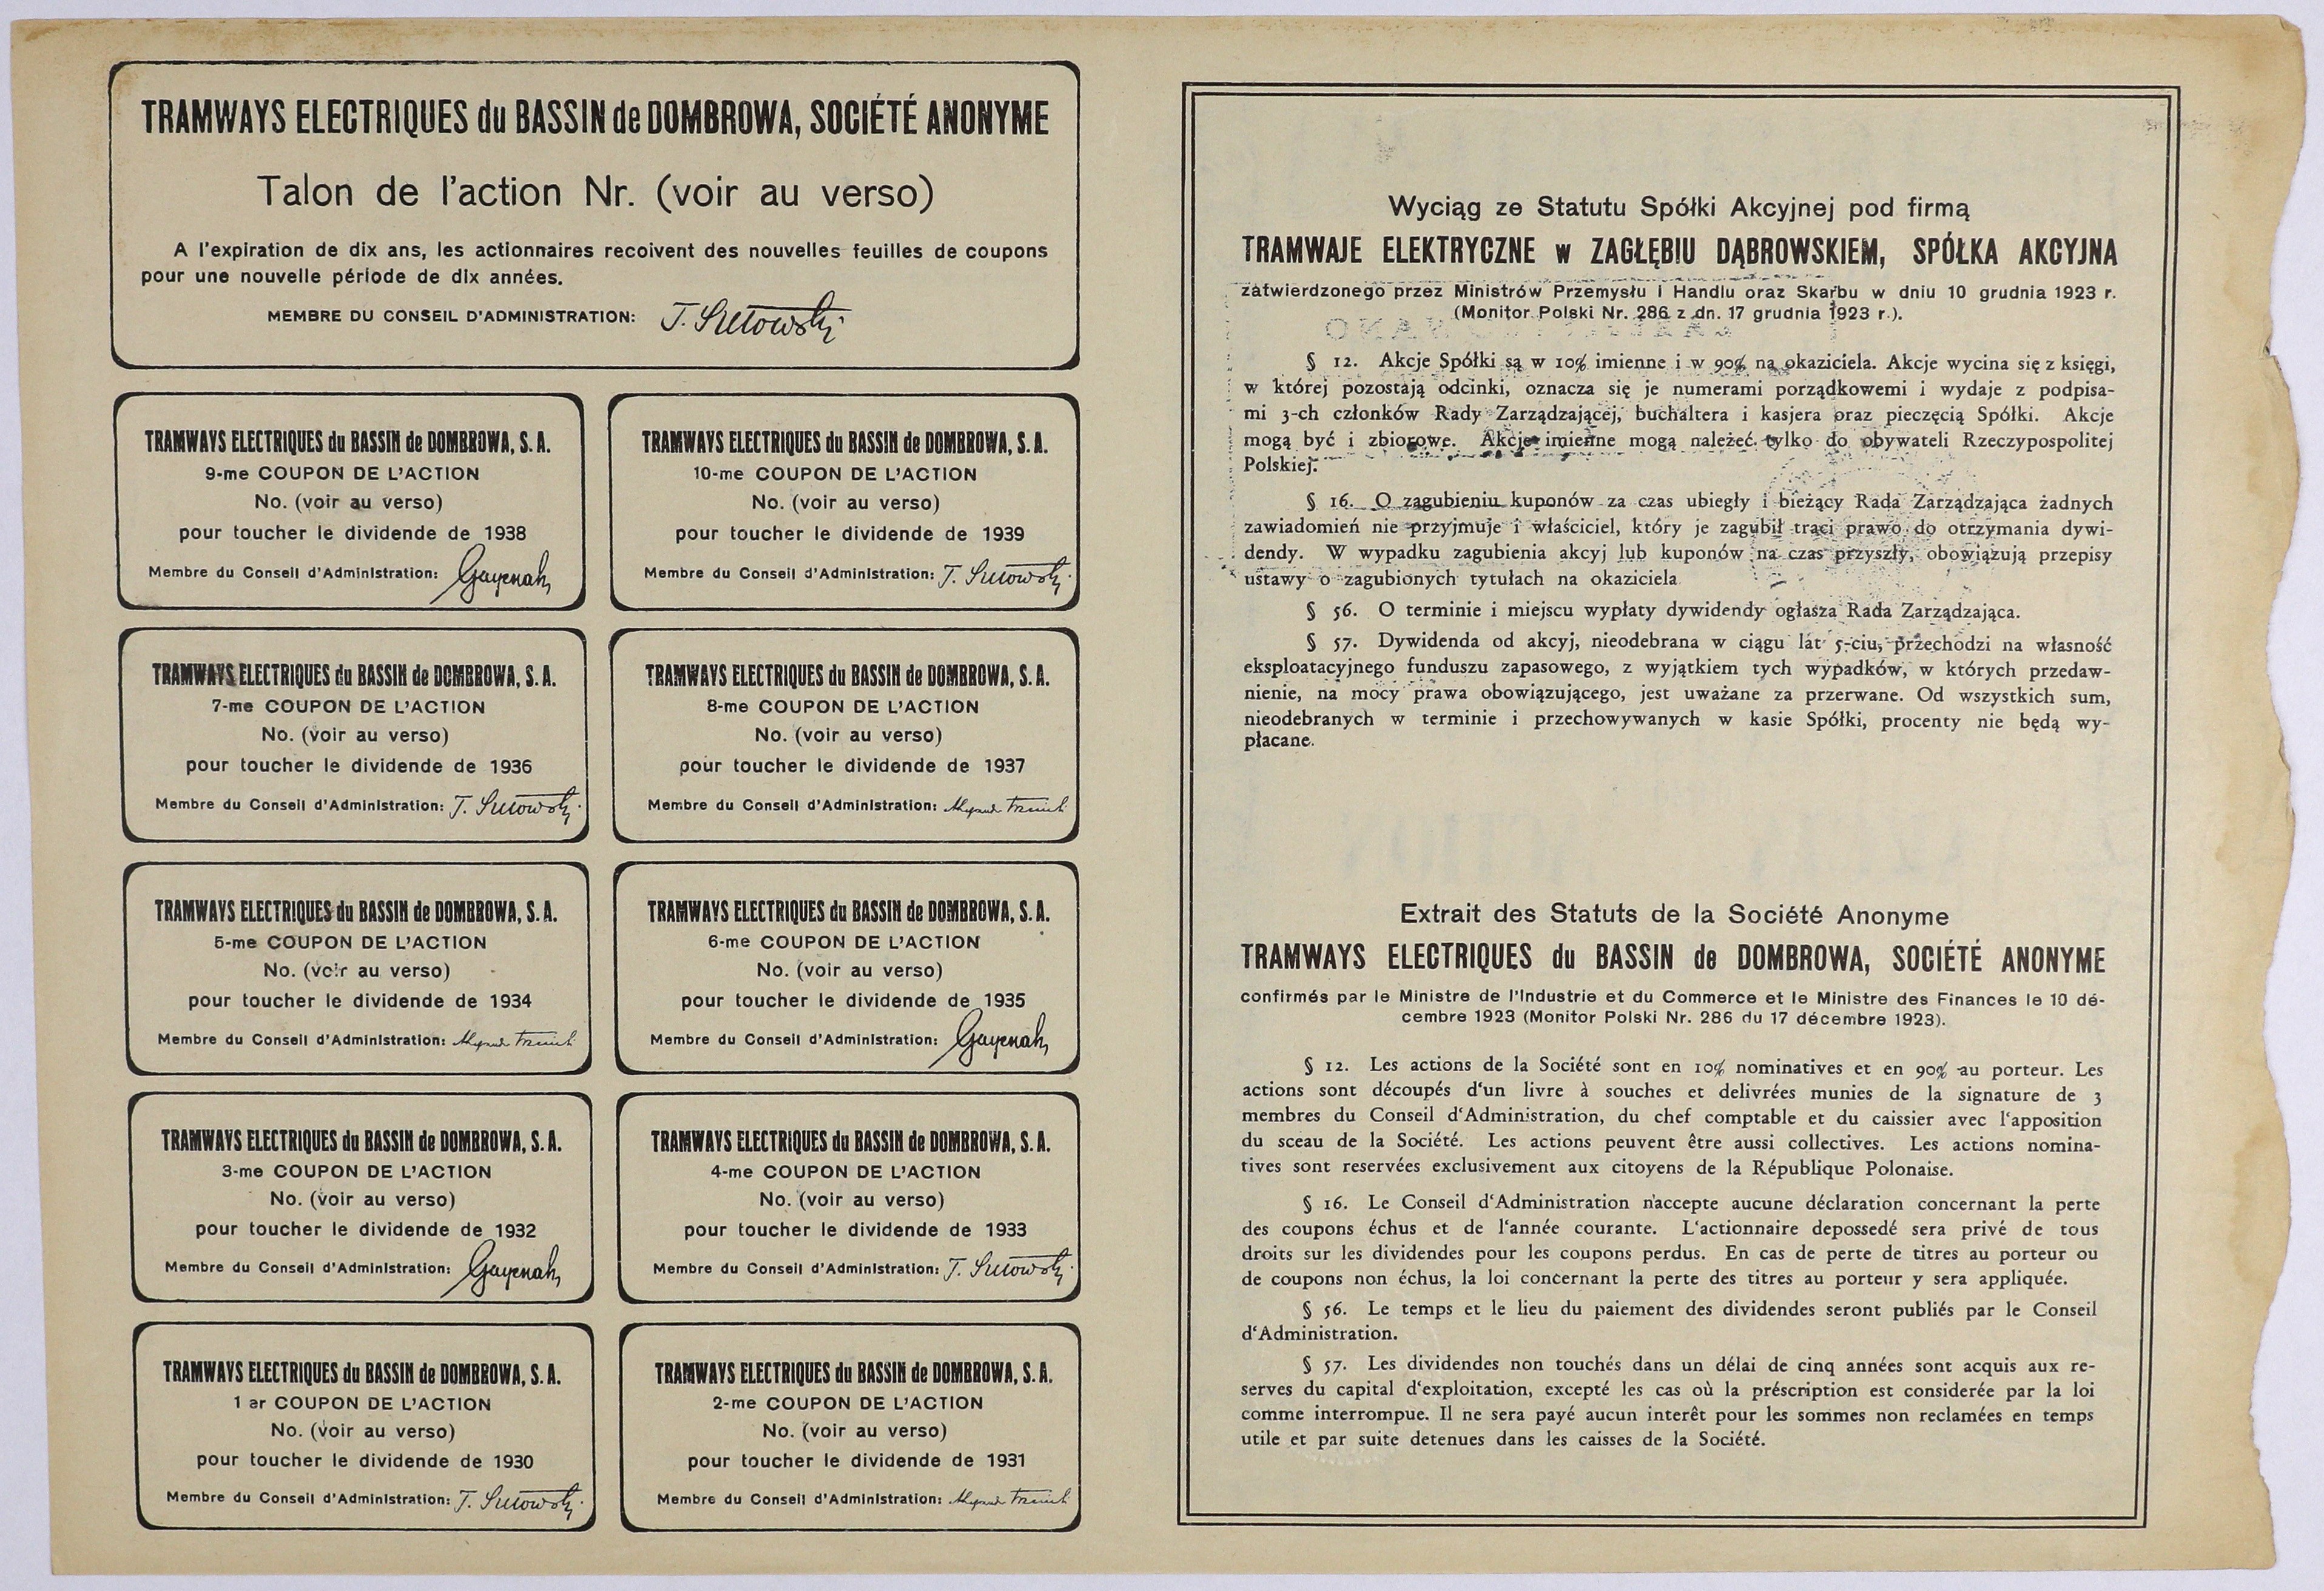 TRAMWAYS ELECTRIQUES du BASSIN de DOMBROWA, SOCIÉTÉ ANONYME
Talon de l'action Nr. (voir au verso)
A l'expiration de dix ans, les actionnaires recoivent des nouvelles feuilles de coupons
pour une nouvelle période de dix années.
MEMBRE DU CONSEIL D'ADMINISTRATION:
TRAMWAYS ELECTRIQUES du BASSIN de DOMBROWA, S. A.
9-me COUPON DE L'ACTION
No. (voir au verso)
pour toucher le dividende de 1938
Membre du Conseil d'Administration:
TRAMWAYS ELECTRIQUES du BASSIN de DOMBROWA, S. A.
10-me COUPON DE L'ACTION
No. (voir au verso)
pour toucher le dividende de 1939
Membre du Conseil d'Administration:
TRAMWAYS ELECTRIQUES du BASSIN de DOMBROWA, S. A.
7-me COUPON DE L'ACTION
No. (voir au verso)
pour toucher le dividende de 1936
Membre du Conseil d'Administration:
TRAMWAYS ELECTRIQUES du BASSIN de DOMBROWA, S. A.
8-me COUPON DE L'ACTION
No. (voir au verso)
pour toucher le dividende de 1937
Membre du Conseil d'Administration:
TRAMWAYS ELECTRIQUES du BASSIN de DOMBROWA, S. A.
5-me COUPON DE L'ACTION
No. (voir au verso)
pour toucher le dividende de 1934
Membre du Conseil d'Administration:
TRAMWAYS ELECTRIQUES du BASSIN de DOMBROWA, S. A.
6-me COUPON DE L'ACTION
No. (voir au verso)
pour toucher le dividende de 1935
Membre du Conseil d'Administration:
TRAMWAYS ELECTRIQUES du BASSIN de DOMBROWA, S. A.
3-me COUPON DE L'ACTION
No. (voir au verso)
pour toucher le dividende de 1932
Membre du Conseil d'Administration:
TRAMWAYS ELECTRIQUES du BASSIN de DOMBROWA, S. A.
4-me COUPON DE L'ACTION
No. (voir au verso)
pour toucher le dividende de 1933
Membre du Conseil d'Administration:
TRAMWAYS ELECTRIQUES du BASSIN de DOMBROWA, S. A.
1 ar COUPON DE L'ACTION
No. (voir au verso)
pour toucher le dividende de 1930
Membre du Conseil d'Administration:
TRAMWAYS ELECTRIQUES du BASSIN de DOMBROWA, S. A.
2-me COUPON DE L'ACTION
No. (voir au verso)
pour toucher le dividende de 1931
Membre du Conseil d'Administration:
Wyciąg ze Statutu Spółki Akcyjnej pod firmą
TRAMWAJE ELEKTRYCZNE w ZAGŁĘBIU DĄBROWSKIEM, SPÓŁKA AKCYJNA
zatwierdzonego przez Ministrów Przemysłu i Handlu oraz Skarbu w dniu 10 grudnia 1923 r.
(Monitor Polski Nr. 286 z dn. 17 grudnia 1923 r.).
§ 12. Akcje Spółki są w 10% imienne i w 90% na okaziciela. Akcje wycina się z księgi,
w której pozostają odcinki, oznacza się je numerami porządkowemi i wydaje z podpisa-
mi 3-ch członków Rady Zarządzającej, buchaltera i kasjera oraz pieczęcią Spółki. Akcje
mogą być i zbiorowe. Akcje imienne mogą należeć tylko do obywateli Rzeczypospolitej
Polskiej.
§ 16. O zagubieniu kuponów za czas ubiegły i bieżący Rada Zarządzająca żadnych
zawiadomień nie przyjmuje i właściciel, który je zagubił traci prawo do otrzymania dywi-
dendy. W wypadku zagubienia akcyj lub kuponów na czas przyszły, obowiązują przepisy
ustawy o zagubionych tytułach na okaziciela
§ 56. O terminie i miejscu wypłaty dywidendy ogłasza Rada Zarządzająca.
§ 57. Dywidenda od akcyj, nieodebrana w ciągu lat 5-ciu, przechodzi na własność
eksploatacyjnego funduszu zapasowego, z wyjątkiem tych wypadków, w których przedaw-
nienie, na mocy prawa obowiązującego, jest uważane za przerwane. Od wszystkich sum,
nieodebranych w terminie i przechowywanych w kasie Spółki, procenty nie będą wy-
płacane.
Extrait des Statuts de la Société Anonyme
TRAMWAYS ELECTRIQUES du BASSIN de DOMBROWA, SOCIÉTÉ ANONYME
confirmés par le Ministre de l'Industrie et du Commerce et le Ministre des Finances le 10 dé-
cembre 1923 (Monitor Polski Nr. 286 du 17 décembre 1923).
§ 12. Les actions de la Société sont en 10% nominatives et en 90% au porteur. Les
actions sont découpés d'un livre à souches et delivrées munies de la signature de 3
membres du Conseil d'Administration, du chef comptable et du caissier avec l'apposition
du sceau de la Société. Les actions peuvent être aussi collectives. Les actions nomina-
tives sont reservées exclusivement aux citoyens de la République Polonaise.
§ 16. Le Conseil d'Administration n'accepte aucune déclaration concernant la perte
des coupons échus et de l'année courante. L'actionnaire depossedé sera privé de tous
droits sur les dividendes pour les coupons perdus. En cas de perte de titres au porteur ou
de coupons non échus, la loi concernant la perte des titres au porteur y sera appliquée.
§ 56. Le temps et le lieu du paiement des dividendes seront publiés par le Conseil
d'Administration.
§ 57. Les dividendes non touchés dans un délai de cinq années sont acquis aux re-
serves du capital d'exploitation, excepté les cas où la préscription est considerée par la loi
comme interrompue. Il ne sera payé aucun interêt pour les sommes non reclamées en temps
utile et par suite detenues dans les caisses de la Société.